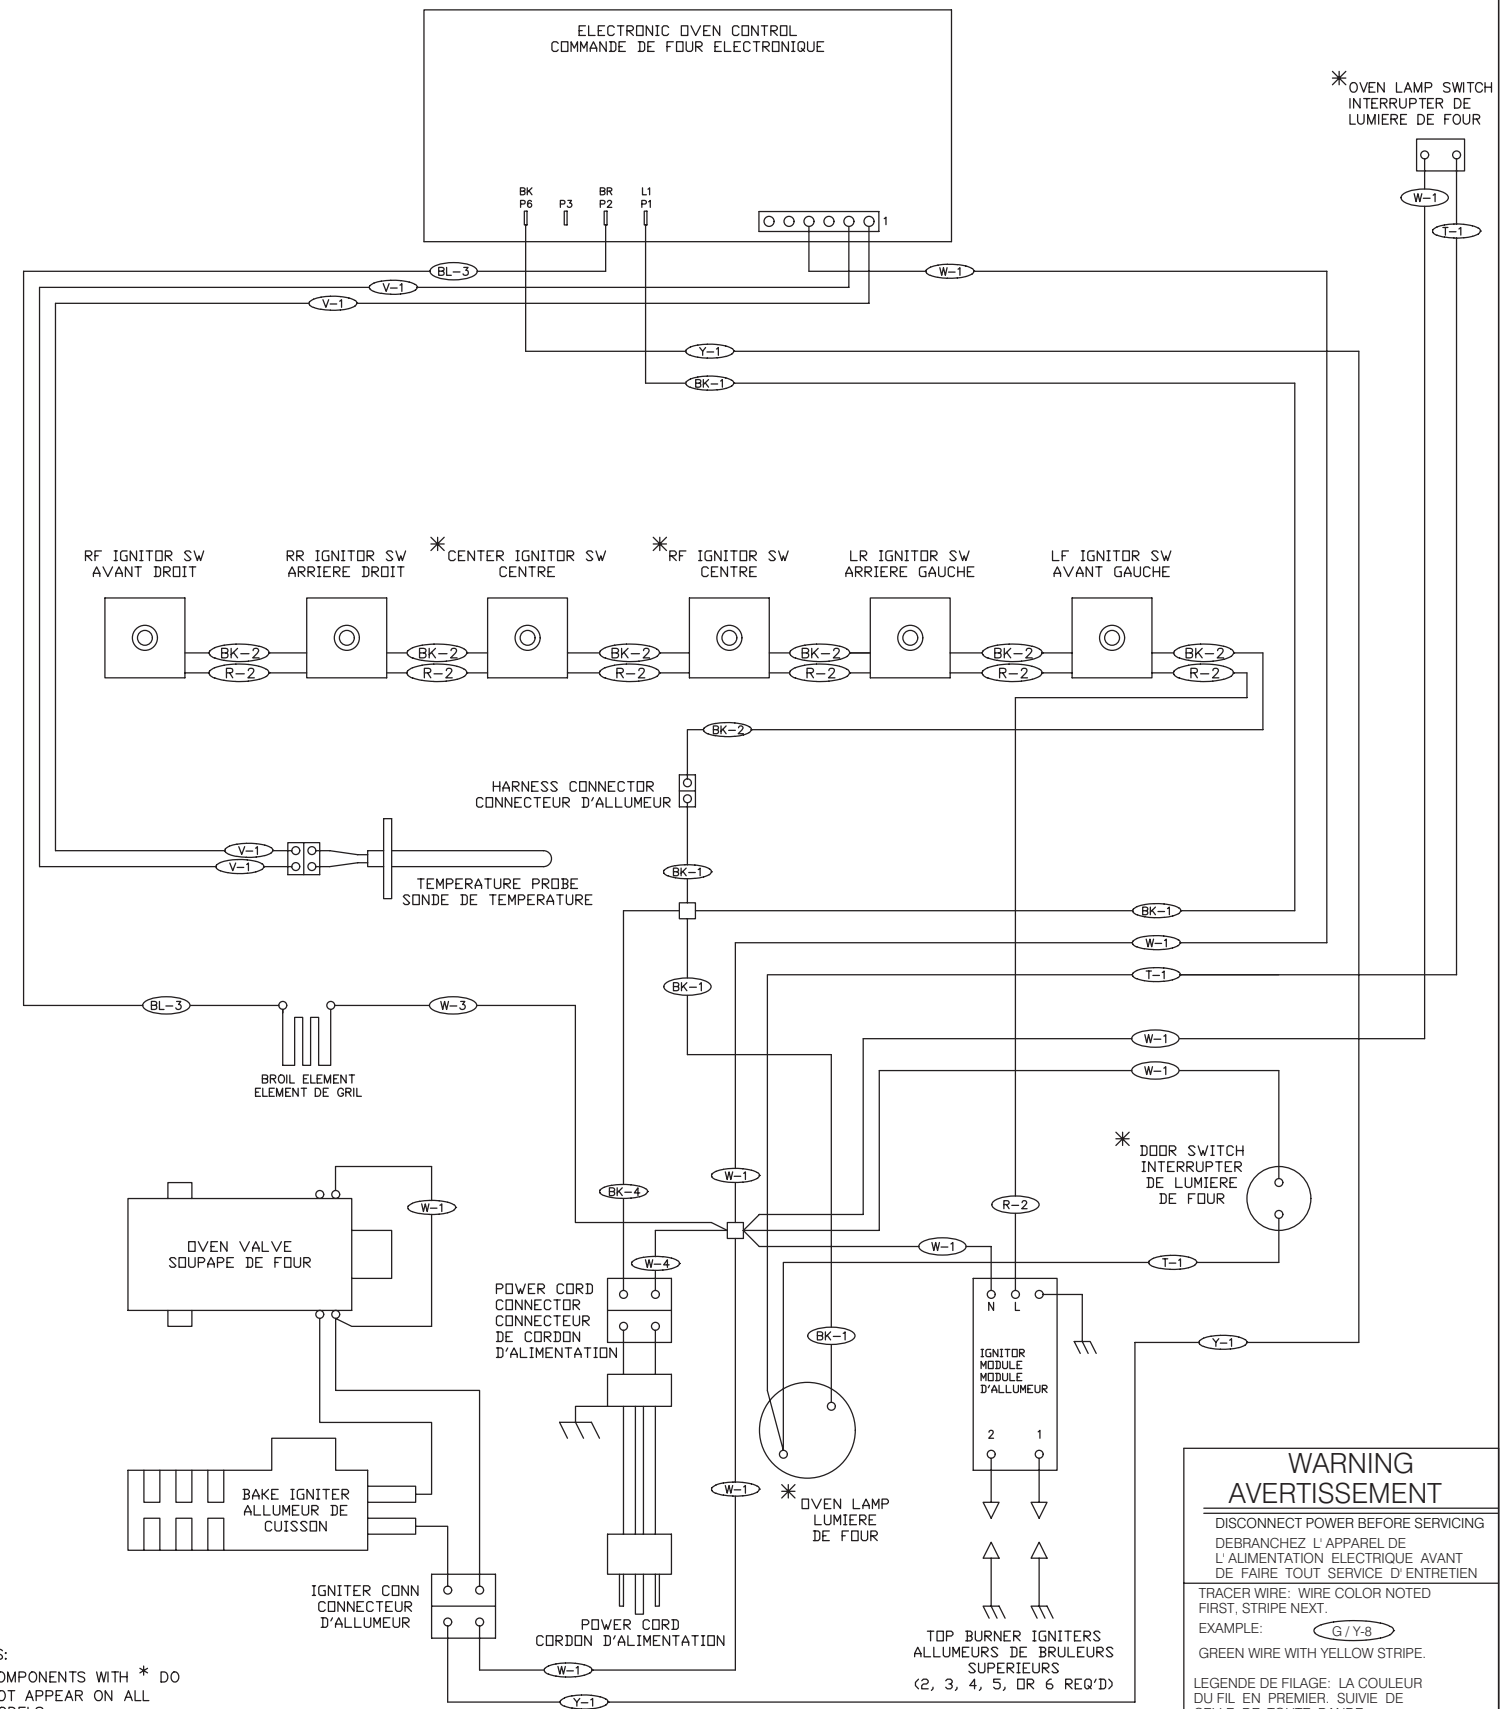 ELECTRONIC OVEN CONTROL
COMMANDE DE FOUR ELECTRONIQUE
* OVEN LAMP SWITCH
INTERRUPTER DE
LUMIERE DE FOUR
BK
P6
P3
BR
P2
L1
P1
1
W-1
T-1
BL-3
W-1
V-1
V-1
Y-1
BK-1
RF IGNITOR SW
AVANT DROIT
RR IGNITOR SW
ARRIERE DROIT
* CENTER IGNITOR SW
CENTRE
* RF IGNITOR SW
CENTRE
LR IGNITOR SW
ARRIERE GAUCHE
LF IGNITOR SW
AVANT GAUCHE
BK-2
BK-2
BK-2
BK-2
BK-2
BK-2
R-2
R-2
R-2
R-2
R-2
R-2
BK-2
HARNESS CONNECTOR
CONNECTEUR D'ALLUMEUR
V-1
V-1
BK-1
TEMPERATURE PROBE
SONDE DE TEMPERATURE
BK-1
W-1
T-1
BK-1
BL-3
W-3
W-1
W-1
BROIL ELEMENT
ELEMENT DE GRIL
* DOOR SWITCH
INTERRUPTER
DE LUMIERE
DE FOUR
W-1
BK-4
W-1
R-2
OVEN VALVE
SOUPAPE DE FOUR
W-4
W-1
T-1
POWER CORD
CONNECTOR
CONNECTEUR
DE CORDON
D'ALIMENTATION
N L
BK-1
Y-1
IGNITOR
MODULE
MODULE
D'ALLUMEUR
2 1
BAKE IGNITER
ALLUMEUR DE
CUISSON
W-1
* OVEN LAMP
LUMIERE
DE FOUR
IGNITER CONN
CONNECTEUR
D'ALLUMEUR
POWER CORD
CORDON D'ALIMENTATION
TOP BURNER IGNITERS
ALLUMEURS DE BRULEURS
SUPERIEURS
(2, 3, 4, 5, OR 6 REQ'D)
W-1
Y-1
S:
OMPONENTS WITH * DO
OT APPEAR ON ALL
WARNING
AVERTISSEMENT
DISCONNECT POWER BEFORE SERVICING
DEBRANCHEZ L' APPAREL DE
L' ALIMENTATION ELECTRIQUE AVANT
DE FAIRE TOUT SERVICE D' ENTRETIEN
TRACER WIRE: WIRE COLOR NOTED
FIRST, STRIPE NEXT.
EXAMPLE: G / Y-8
GREEN WIRE WITH YELLOW STRIPE.
LEGENDE DE FILAGE: LA COULEUR
DU FIL EN PREMIER. SUIVIE DE